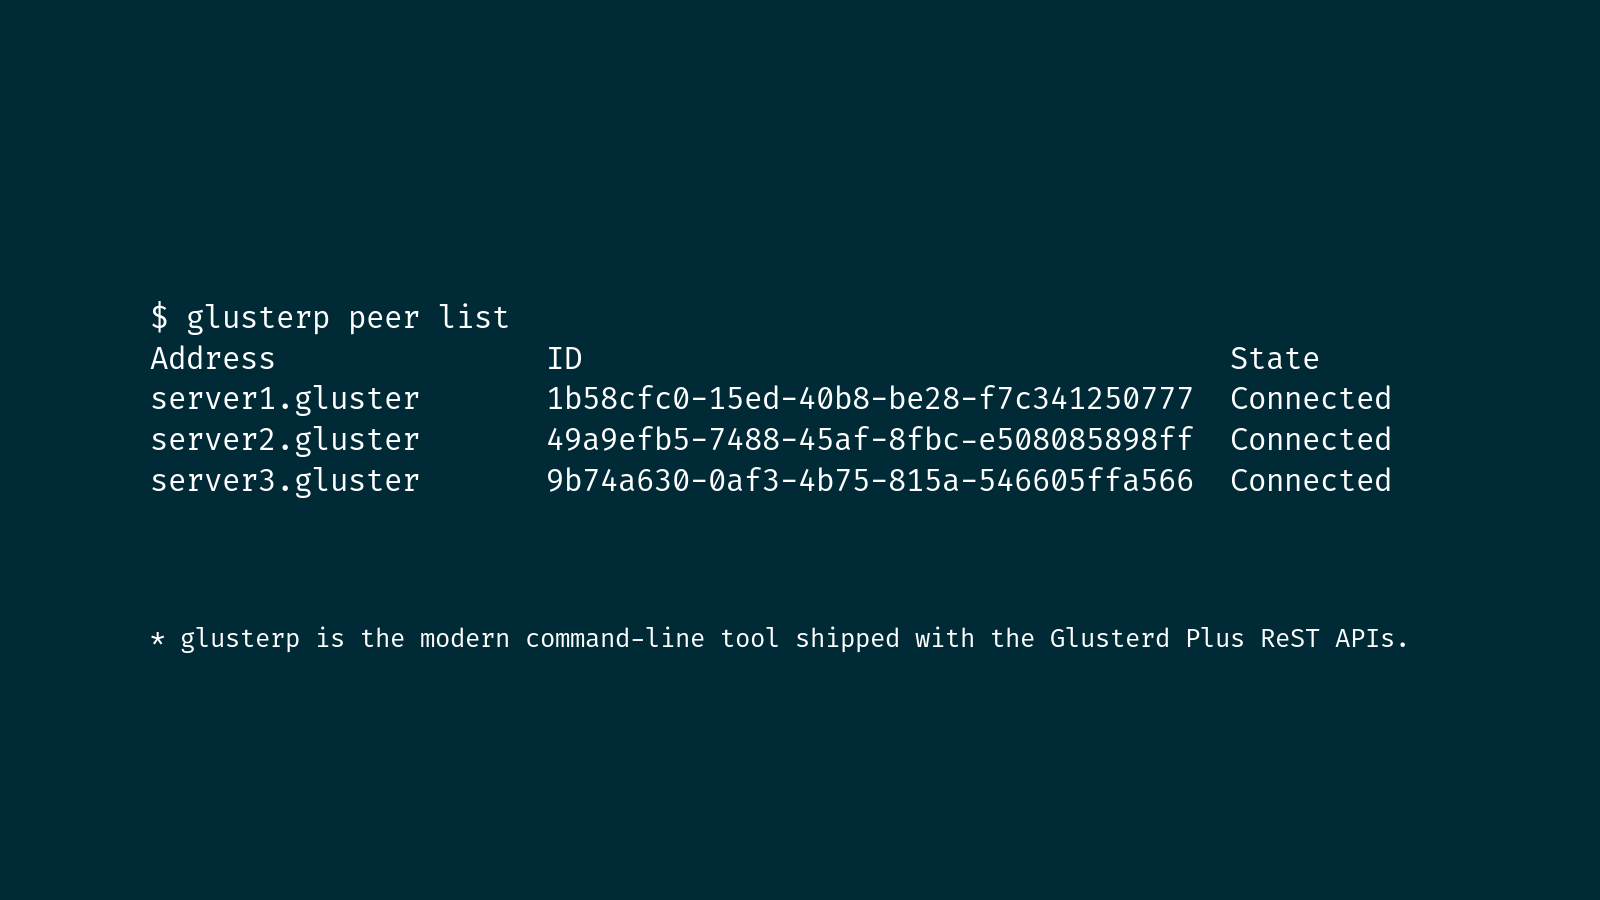 $ glusterp peer list
Address ID State
server1.gluster 1b58cfc0-15ed-40b8-be28-f7c341250777 Connected
server2.gluster 49a9efb5-7488-45af-8fbc-e508085898ff Connected
server3.gluster 9b74a630-0af3-4b75-815a-546605ffa566 Connected
* glusterp is the modern command-line tool shipped with the Glusterd Plus ReST APIs.